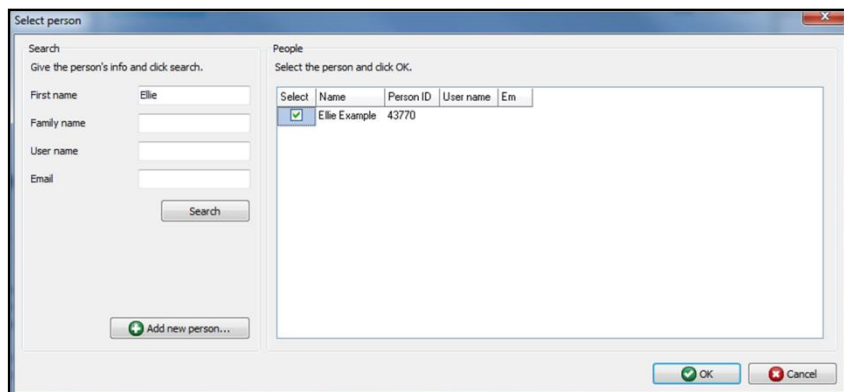 Select person
Search
Give the person's info and click search.
First name Ellie
Family name
User name
Email
Search
Add new person...
People
Select the person and click OK.
Select Name Person ID User name Em
Ellie Example 43770
OK Cancel